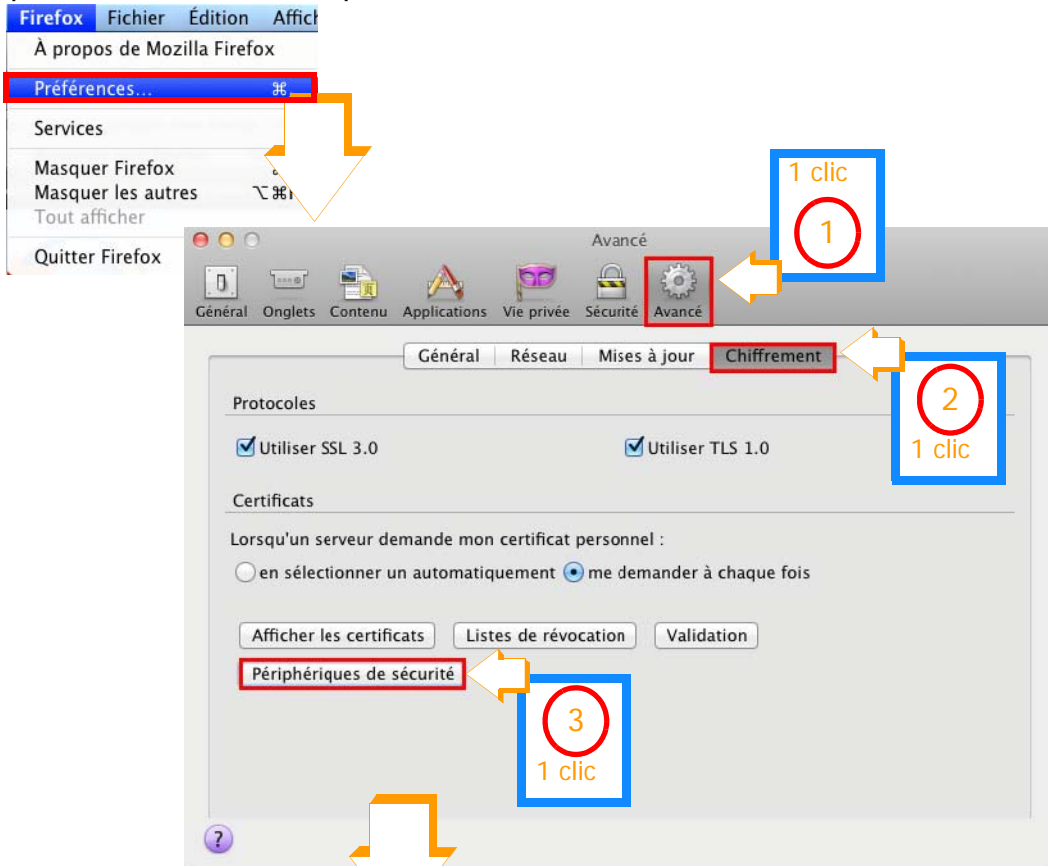 Firefox Fichier Édition Affich
À propos de Mozilla Firefox
Préférences... ⌘,
Services
Masquer Firefox
Masquer les autres ⌥⌘H
Tout afficher
Quitter Firefox
1 clic
1
Avancé
Général Onglets Contenu Applications Vie privée Sécurité Avancé
Général Réseau Mises à jour Chiffrement
2
1 clic
Protocoles
Utiliser SSL 3.0 Utiliser TLS 1.0
Certificats
Lorsqu'un serveur demande mon certificat personnel :
en sélectionner un automatiquement me demander à chaque fois
Afficher les certificats Listes de révocation Validation
Périphériques de sécurité
3
1 clic
?